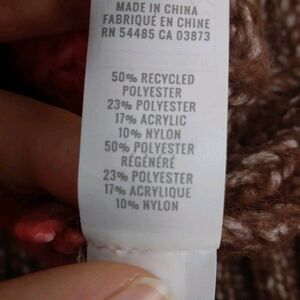 MADE IN CHINA
FABRIQUÉ EN CHINE
RN 54485 CA 03873
50% RECYCLED
POLYESTER
23% POLYESTER
17% ACRYLIC
10% NYLON
50% POLYESTER
RÉGÉNÉRÉ
23% POLYESTER
17% ACRYLIQUE
10% NYLON